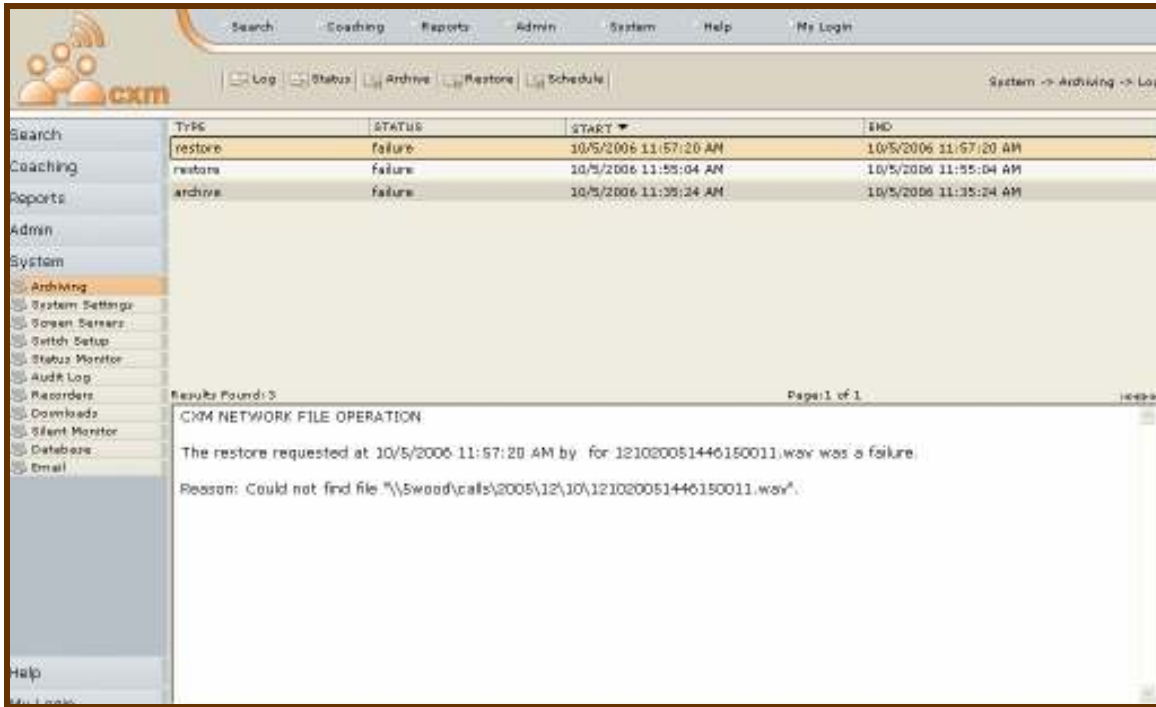 Search Coaching Reports Admin System Help My Login
cxm
Log Status Archive Restore Schedule
System -> Archiving -> Log
Search
Coaching
Reports
Admin
System
Archiving
System Settings
Screen Servers
Switch Setup
Status Monitor
Audit Log
Recorders
Downloads
Silent Monitor
Database
Email
Help
My Login
TYPE STATUS START END
restore failure 10/5/2006 11:57:20 AM 10/5/2006 11:57:20 AM
restore failure 10/5/2006 11:55:04 AM 10/5/2006 11:55:04 AM
archive failure 10/5/2006 11:35:24 AM 10/5/2006 11:35:24 AM
Results Found: 3 Page:1 of 1
CXM NETWORK FILE OPERATION
The restore requested at 10/5/2006 11:57:20 AM by for 121020051446150011.wav was a failure.
Reason: Could not find file "\\Swood\calls\2005\12\10\121020051446150011.wav".